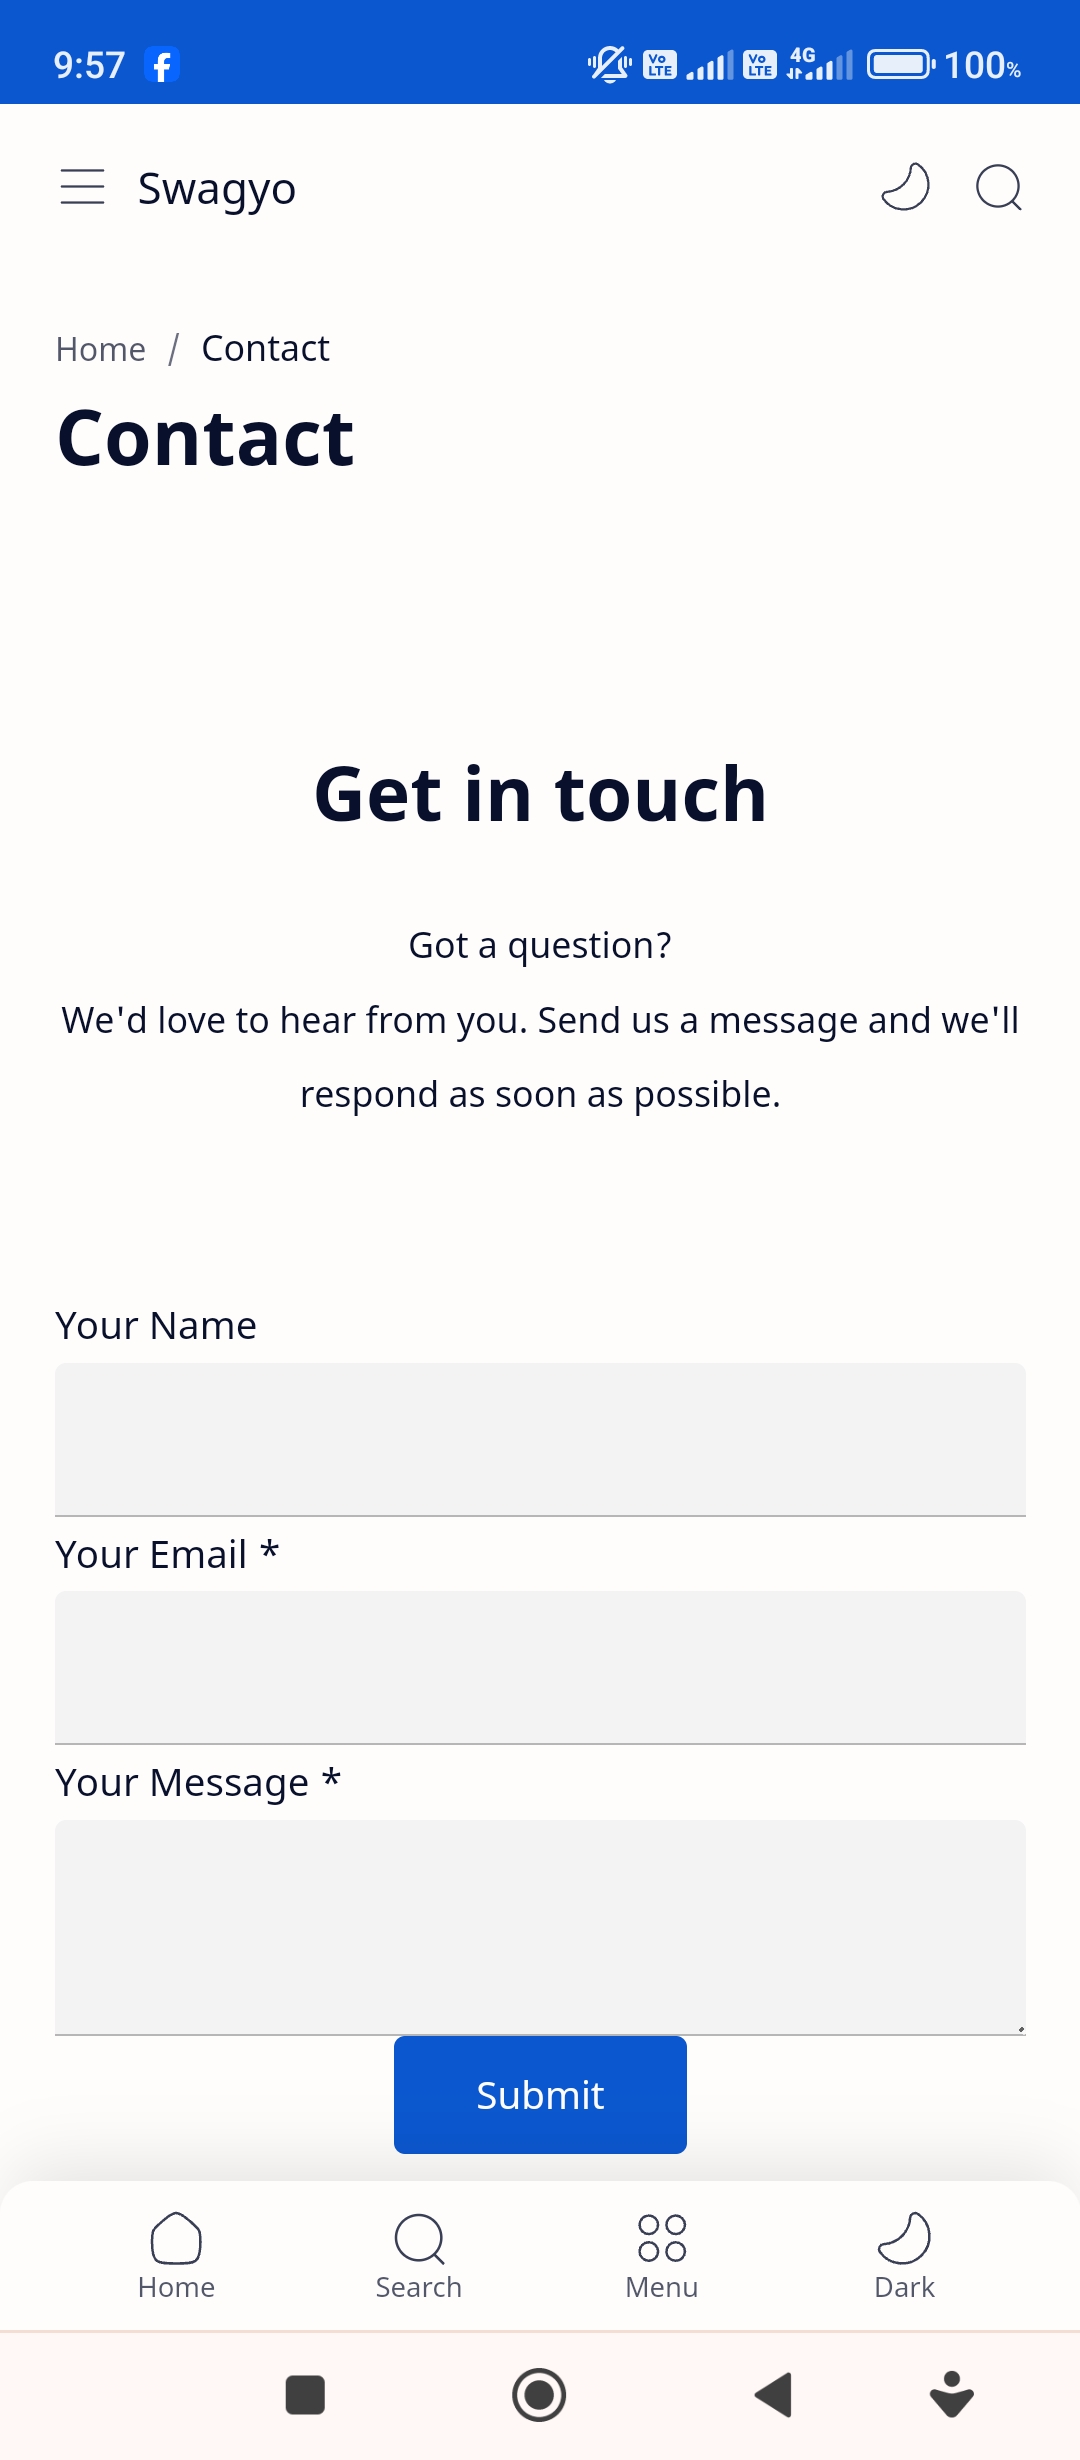 9:57
Vo LTE
Vo LTE
4G
100%
Swagyo
Home / Contact
Contact
Get in touch
Got a question?
We'd love to hear from you. Send us a message and we'll
respond as soon as possible.
Your Name
Your Email *
Your Message *
Submit
Home
Search
Menu
Dark